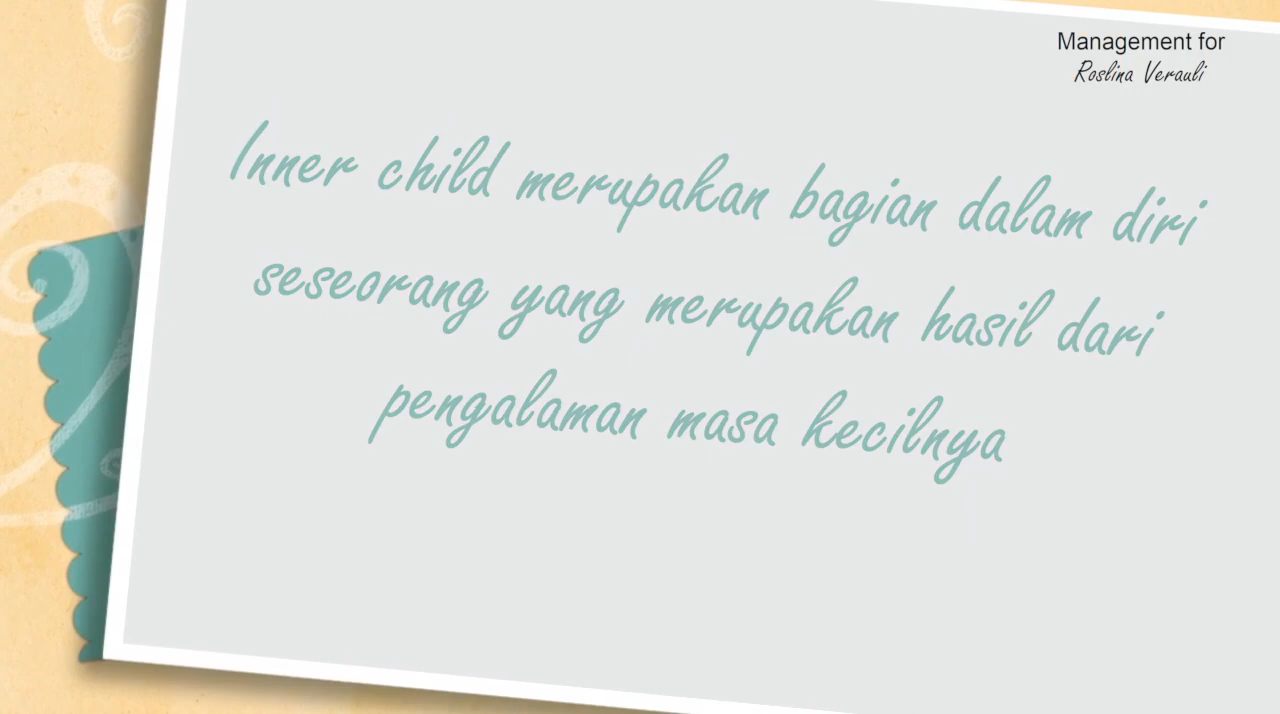 Management for
Roslina Verauli
Inner child merupakan bagian dalam diri
seseorang yang merupakan hasil dari
pengalaman masa kecilnya